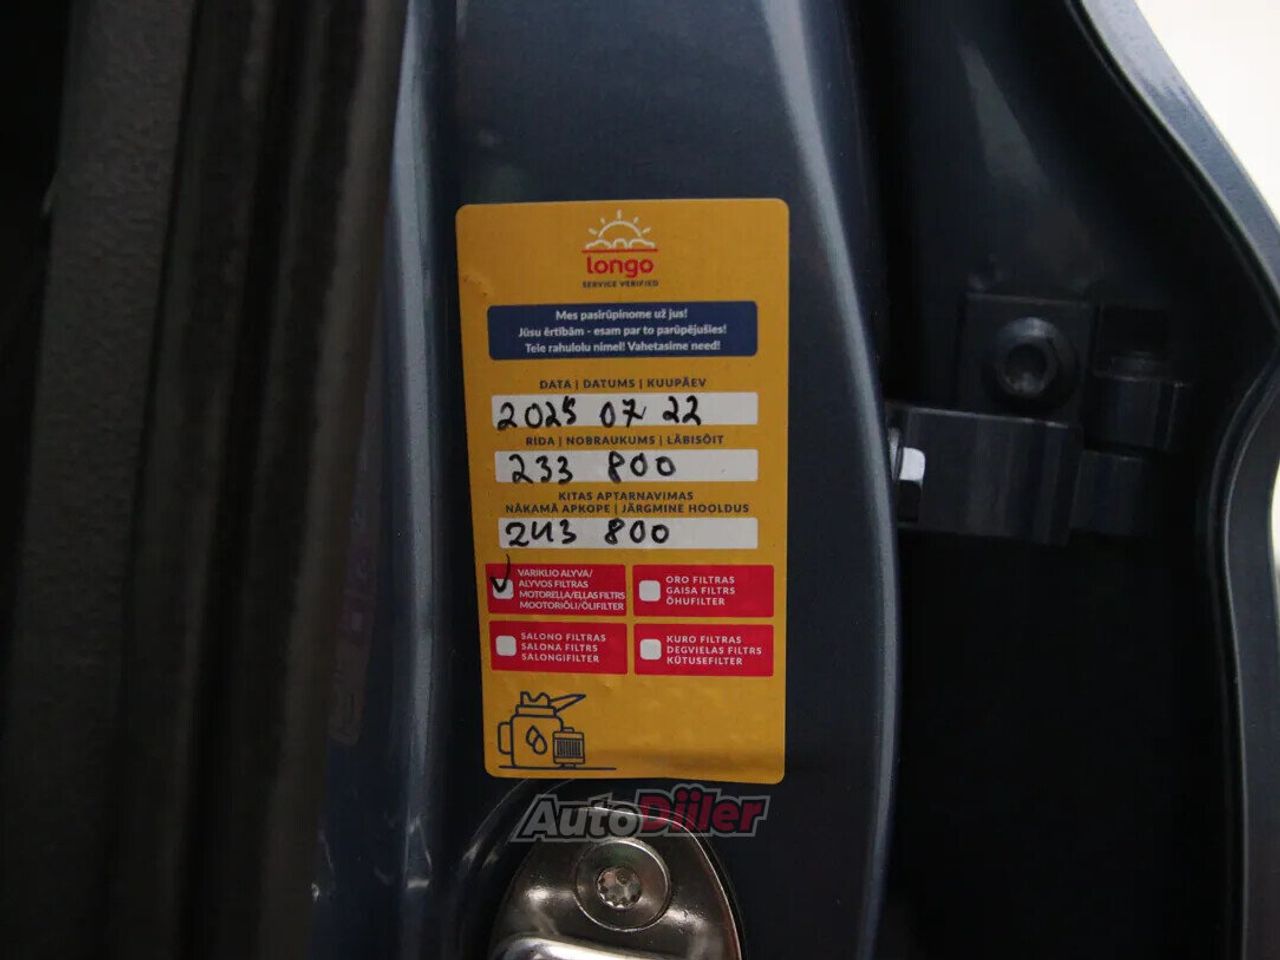 longo
SERVICE VERIFIED
Mes pasirūpinome už jus!
Jūsu ērtībām - esam par to parūpējušies!
Teie rahulolu nimel! Vahetasime need!
DATA | DATUMS | KUUPÄEV
2025 07 22
RIDA | NOBRAUKUMS | LÄBISÕIT
233 800
KITAS APTARNAVIMAS
NĀKAMĀ APKOPE | JÄRGMINE HOOLDUS
243 800
VARIKLIO ALYVA/
ALYVOS FILTRAS
MOTORELLA/EĻĻAS FILTRS
MOOTORIÕLI/ÕLIFILTER
ORO FILTRAS
GAISA FILTRS
ÕHUFILTER
SALONO FILTRAS
SALONA FILTRS
SALONGIFILTER
KURO FILTRAS
DEGVIELAS FILTRS
KÜTUSEFILTER
AutoDiiler